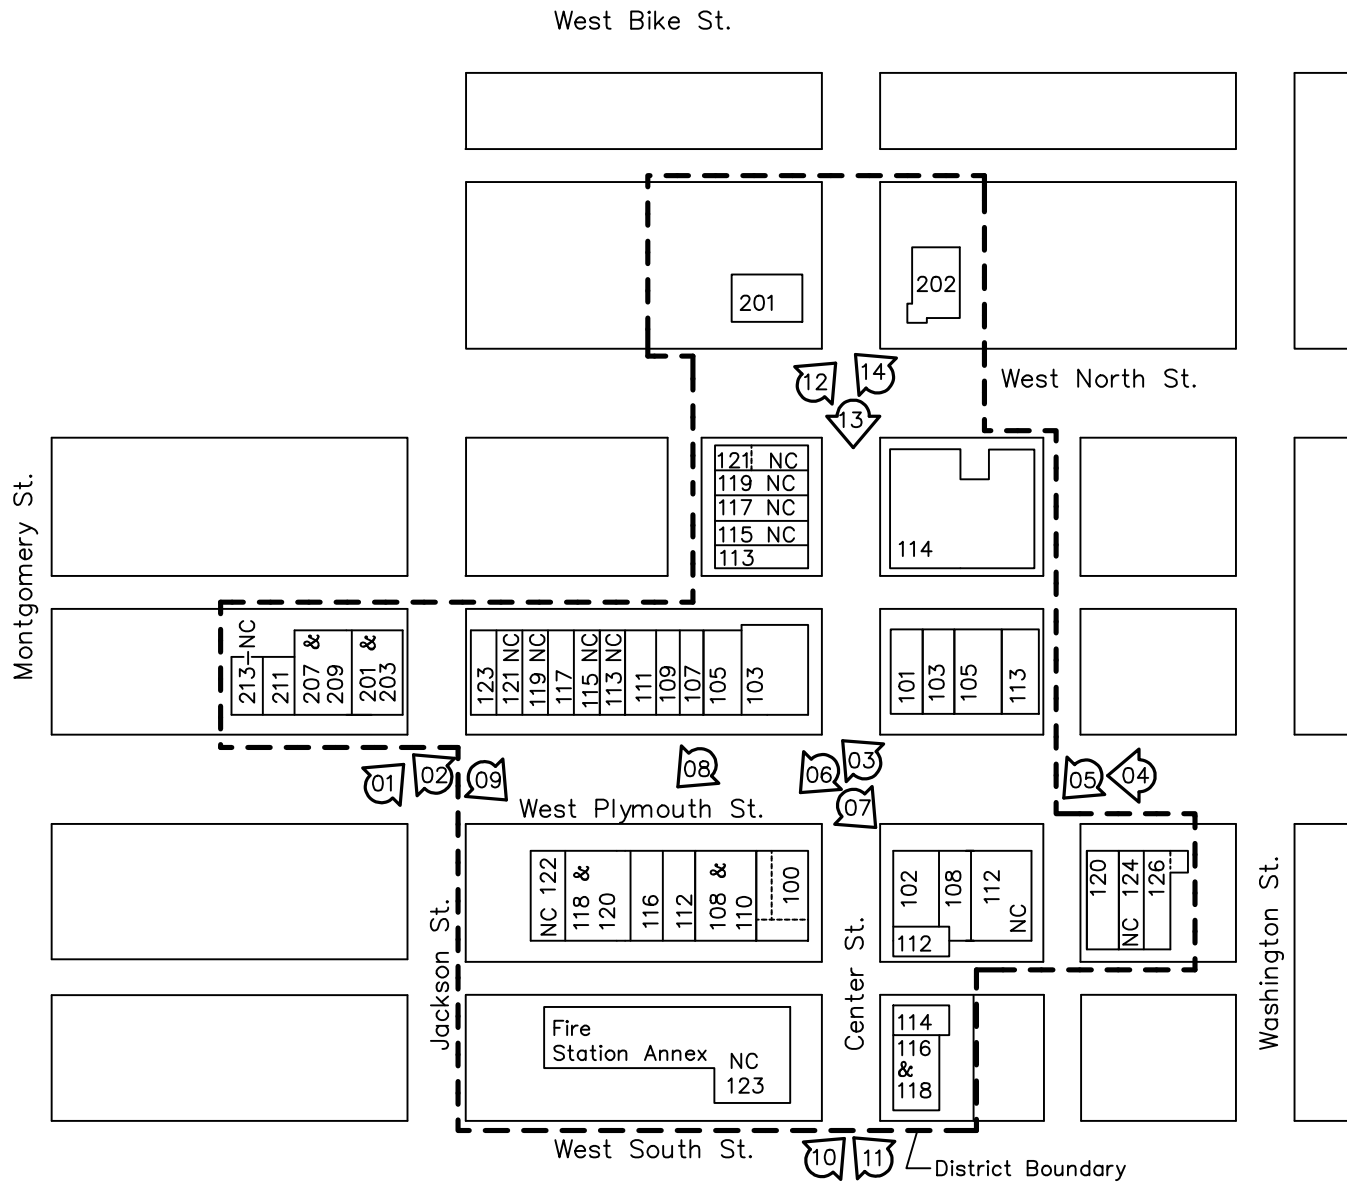 West Bike St.
201
202
12
14
West North St.
13
121 NC
119 NC
117 NC
115 NC
113
114
Montgomery St.
213-NC
211
207 &
209
201 &
203
123
121 NC
119 NC
117
115 NC
113 NC
111
109
107
105
103
101
103
105
113
01
02
09
08
06
03
07
05
04
West Plymouth St.
NC 122
118 &
120
116
112
108 &
110
100
102
112
108
112
NC
120
NC 124
126
Jackson St.
Center St.
Washington St.
Fire
Station Annex
NC
123
114
116
&
118
West South St.
10
11
District Boundary